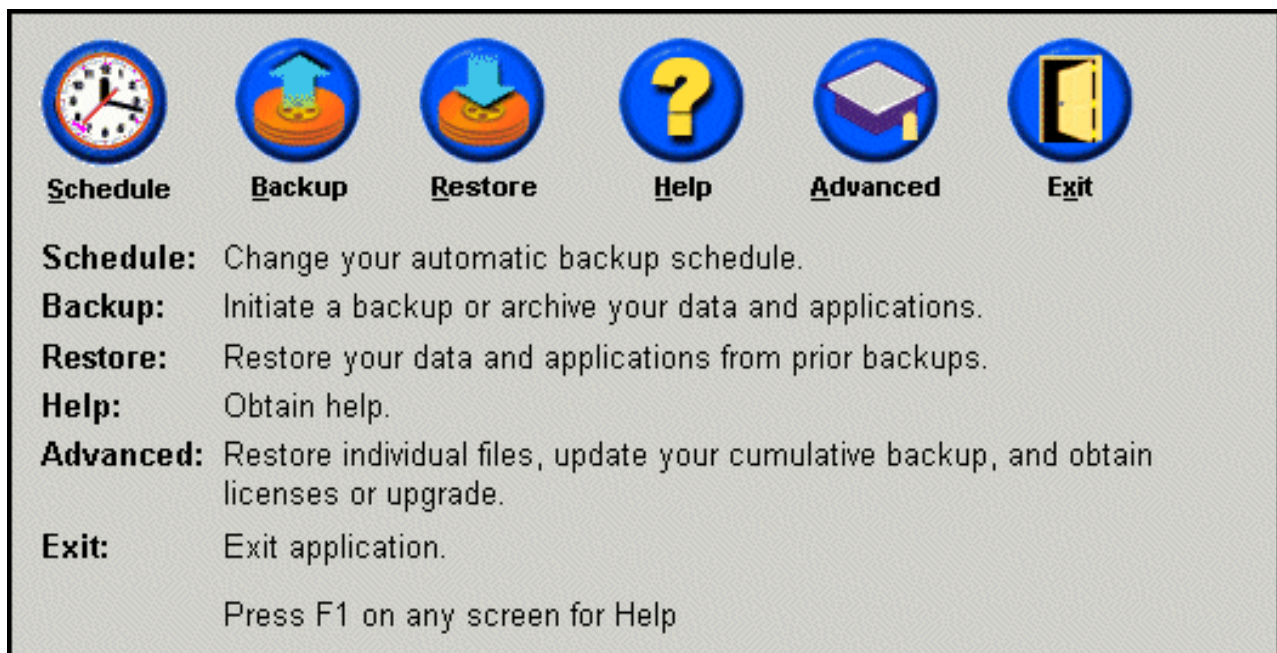 Schedule Backup Restore Help Advanced Exit
Schedule: Change your automatic backup schedule.
Backup: Initiate a backup or archive your data and applications.
Restore: Restore your data and applications from prior backups.
Help: Obtain help.
Advanced: Restore individual files, update your cumulative backup, and obtain
licenses or upgrade.
Exit: Exit application.
Press F1 on any screen for Help